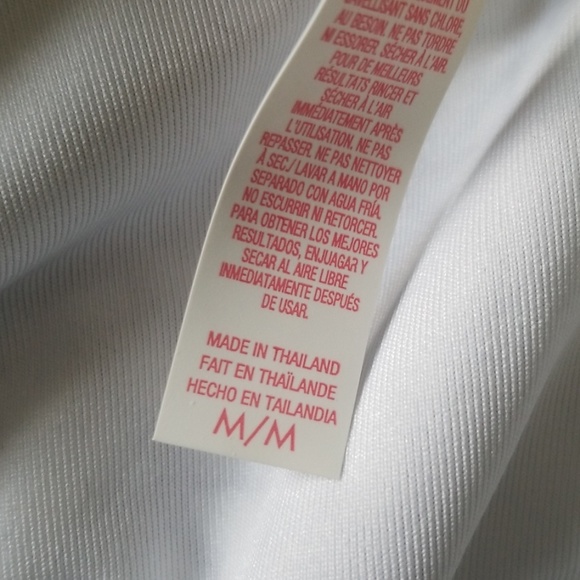 SANS CHLORE,
AU BESOIN. NE PAS TORDRE
NI ESSORER. SÉCHER À L'AIR.
POUR DE MEILLEURS
RÉSULTATS RINCER ET
SÉCHER À L'AIR
IMMÉDIATEMENT APRÈS
L'UTILISATION. NE PAS
REPASSER. NE PAS NETTOYER
À SEC./ LAVAR A MANO POR
SEPARADO CON AGUA FRÍA.
NO ESCURRIR NI RETORCER.
PARA OBTENER LOS MEJORES
RESULTADOS, ENJUAGAR Y
SECAR AL AIRE LIBRE
INMEDIATAMENTE DESPUÉS
DE USAR.
MADE IN THAILAND
FAIT EN THAÏLANDE
HECHO EN TAILANDIA
M/M